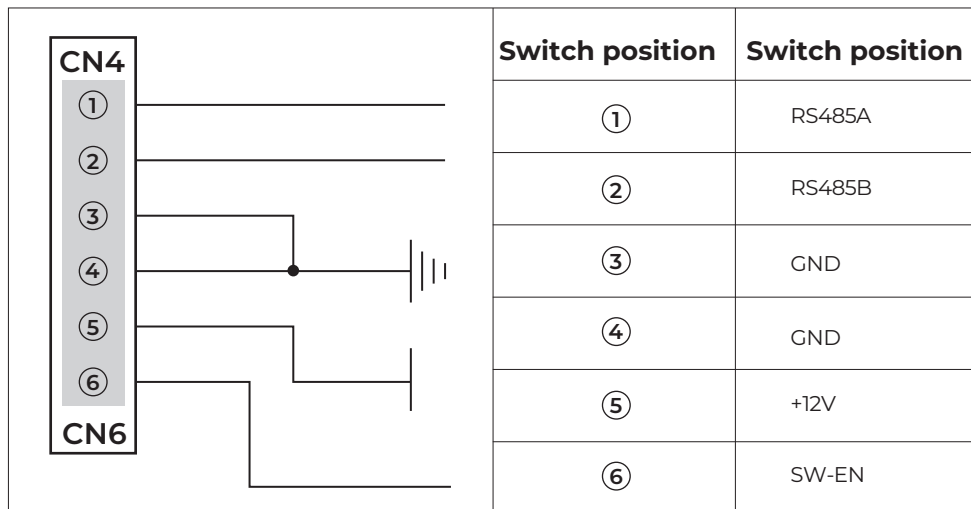 CN4
①
②
③
④
⑤
⑥
CN6
Switch position Switch position
① RS485A
② RS485B
③ GND
④ GND
⑤ +12V
⑥ SW-EN